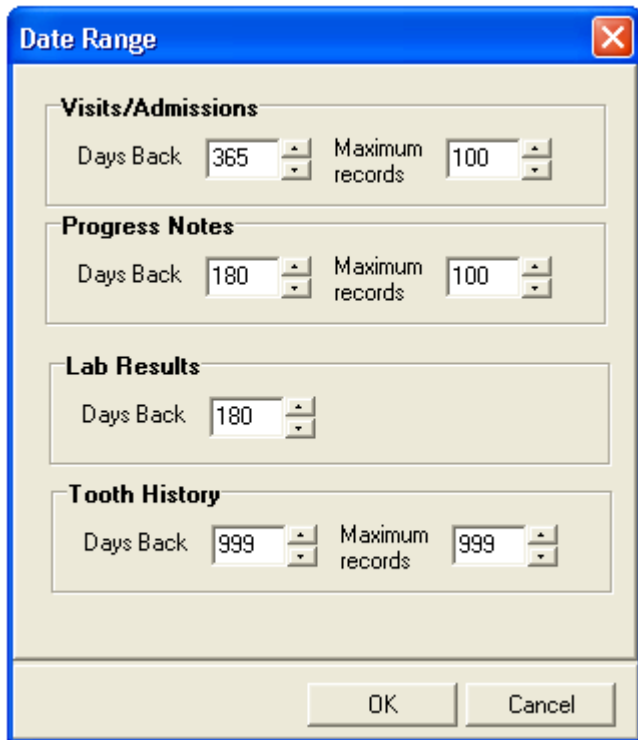 Date Range
Visits/Admissions
Days Back 365 Maximum records 100
Progress Notes
Days Back 180 Maximum records 100
Lab Results
Days Back 180
Tooth History
Days Back 999 Maximum records 999
OK Cancel